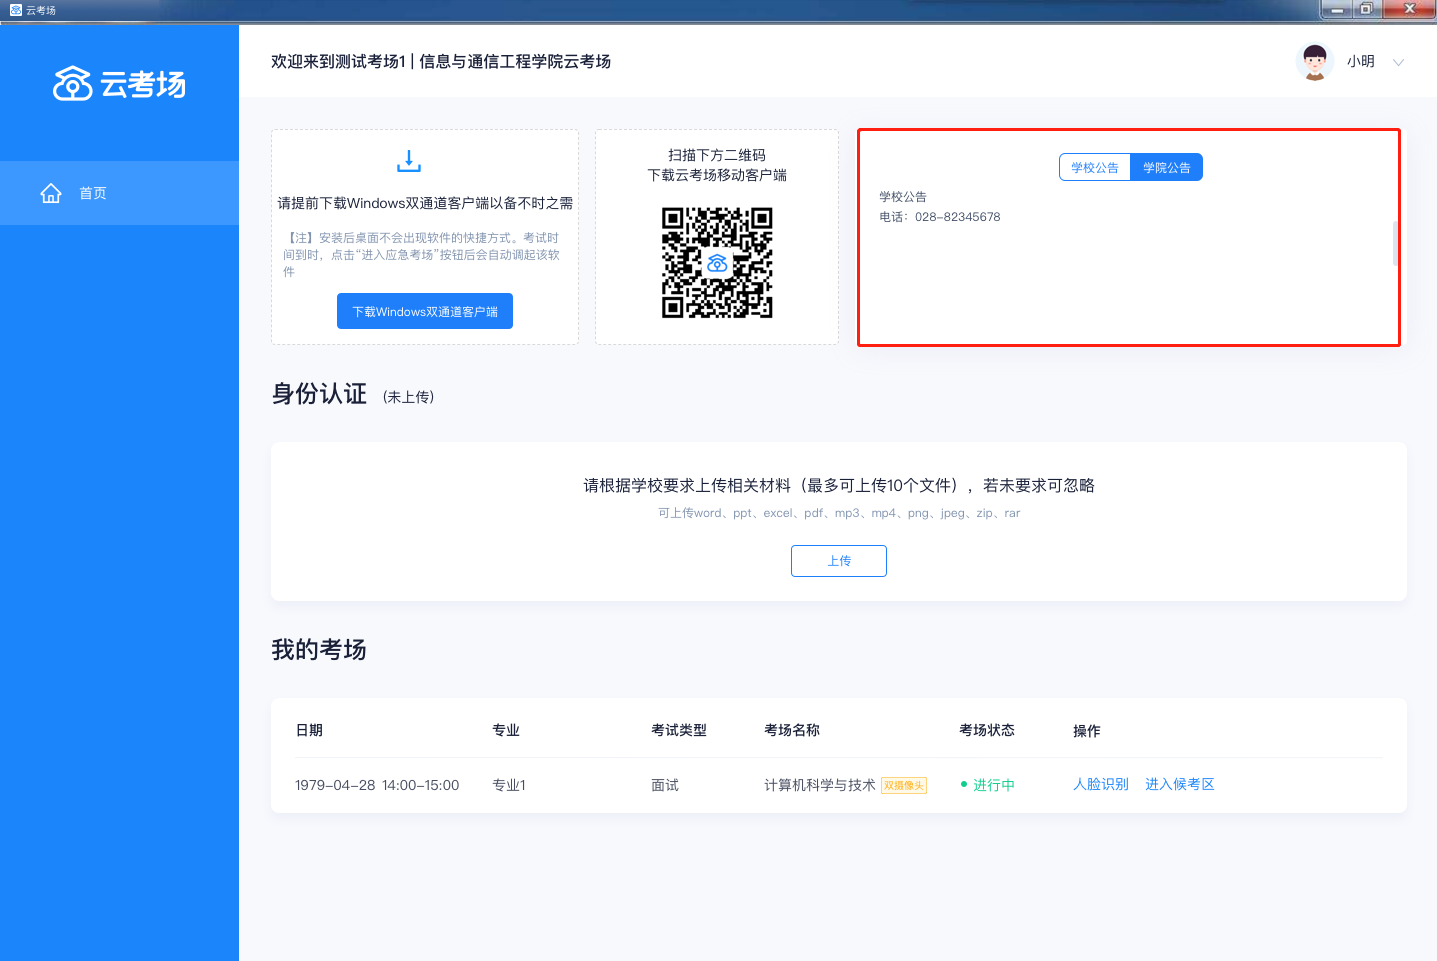 云考场
云考场
首页
欢迎来到测试考场1 | 信息与通信工程学院云考场
小明
请提前下载Windows双通道客户端以备不时之需
【注】安装后桌面不会出现软件的快捷方式。考试时
间到时，点击“进入应急考场”按钮后会自动调起该软
件
下载Windows双通道客户端
扫描下方二维码
下载云考场移动客户端
学校公告 学院公告
学校公告
电话：028-82345678
身份认证 （未上传）
请根据学校要求上传相关材料（最多可上传10个文件），若未要求可忽略
可上传word、ppt、excel、pdf、mp3、mp4、png、jpeg、zip、rar
上传
我的考场
日期 专业 考试类型 考场名称 考场状态 操作
1979-04-28 14:00-15:00 专业1 面试 计算机科学与技术 双摄像头 进行中 人脸识别 进入候考区